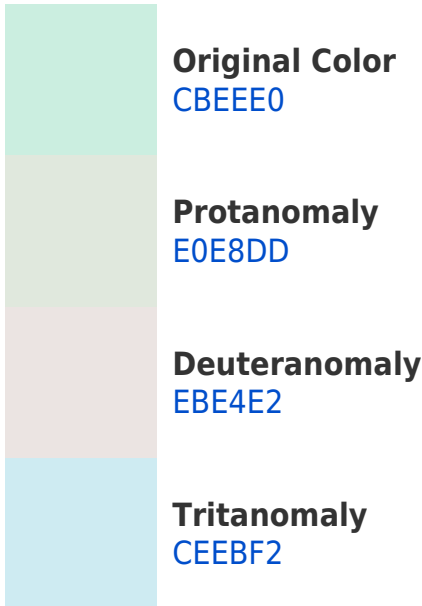 Original Color
CBEEE0
Protanomaly
E0E8DD
Deuteranomaly
EBE4E2
Tritanomaly
CEEBF2